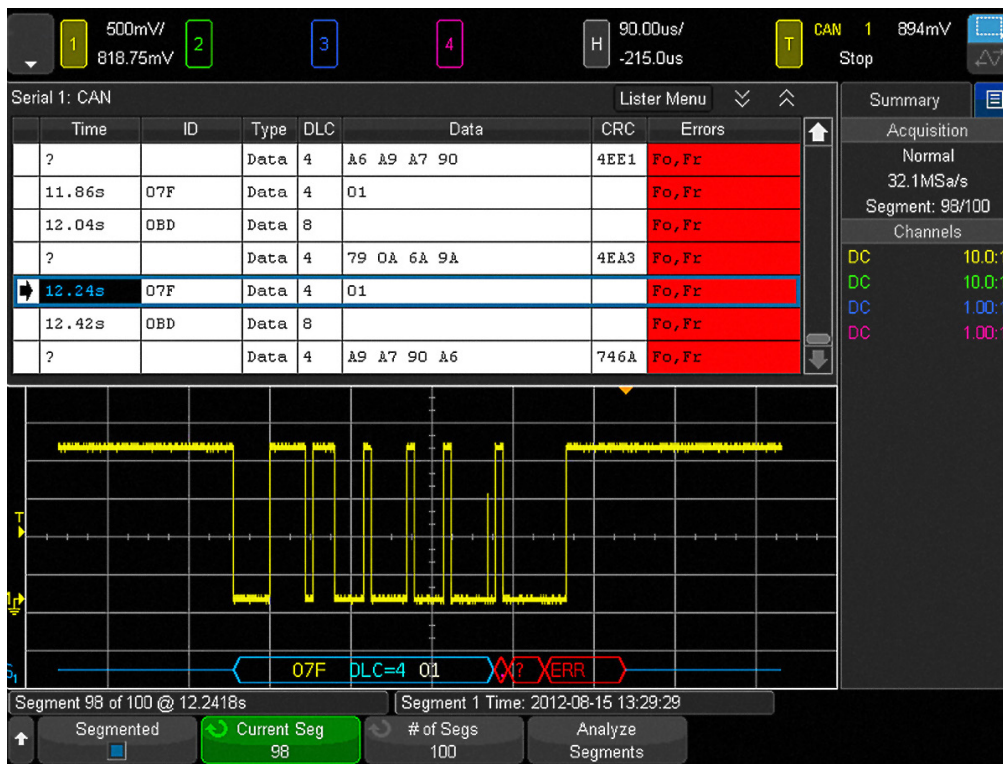 1 500mV/ 818.75mV 2 3 4 H 90.00us/ -215.0us T CAN 1 894mV Stop
Serial 1: CAN Lister Menu
Time ID Type DLC Data CRC Errors
? Data 4 A6 A9 A7 90 4EE1 Fo,Fr
11.86s 07F Data 4 01 Fo,Fr
12.04s 0BD Data 8 Fo,Fr
? Data 4 79 0A 6A 9A 4EA3 Fo,Fr
12.24s 07F Data 4 01 Fo,Fr
12.42s 0BD Data 8 Fo,Fr
? Data 4 A9 A7 90 A6 746A Fo,Fr
Summary
Acquisition
Normal
32.1MSa/s
Segment: 98/100
Channels
DC 10.0:1
DC 10.0:1
DC 1.00:1
DC 1.00:1
T
1
S1 07F DLC=4 01 ? ERR
Segment 98 of 100 @ 12.2418s Segment 1 Time: 2012-08-15 13:29:29
Segmented
Current Seg
98
# of Segs
100
Analyze
Segments